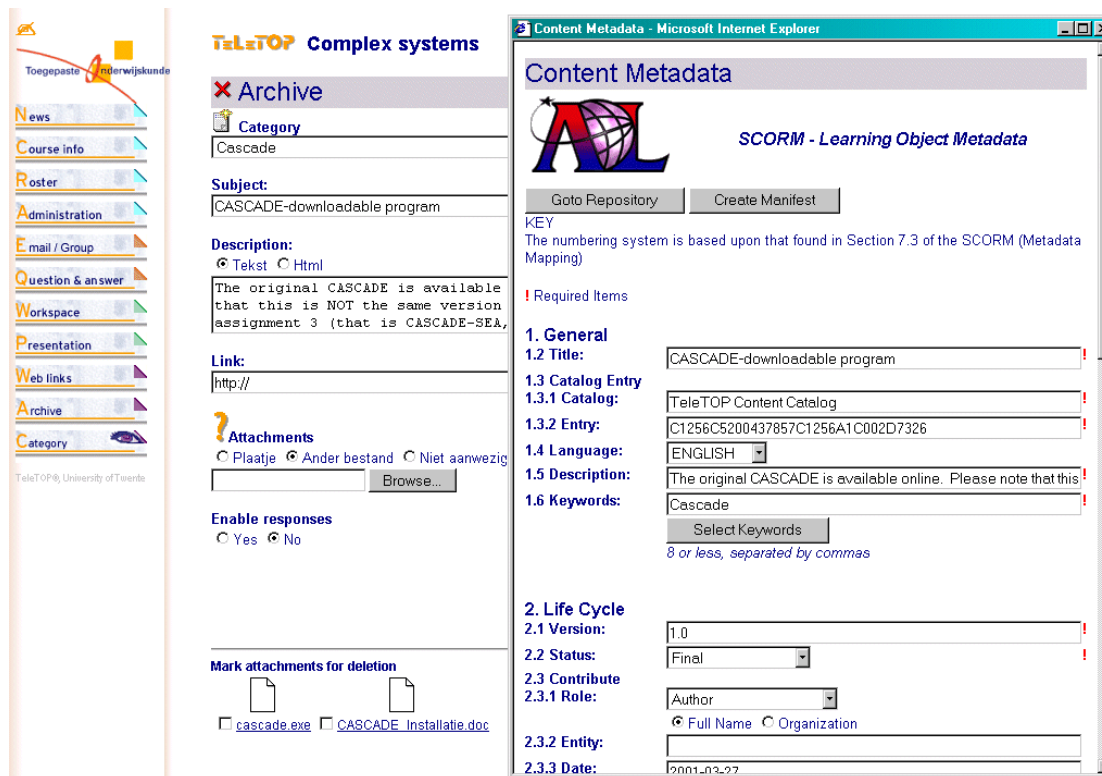 Toegepaste Onderwijskunde
News
Course info
Roster
Administration
Email / Group
Question & answer
Workspace
Presentation
Web links
Archive
Category
TeleTOP®, University of Twente
TELETOP Complex systems
Archive
Category
Cascade
Subject:
CASCADE-downloadable program
Description:
Tekst Html
The original CASCADE is available
that this is NOT the same version
assignment 3 (that is CASCADE-SEA,
Link:
http://
? Attachments
Plaatje Ander bestand Niet aanwezig
Browse...
Enable responses
Yes No
Mark attachments for deletion
cascade.exe CASCADE_Installatie.doc
Content Metadata - Microsoft Internet Explorer
Content Metadata
ADL
SCORM - Learning Object Metadata
Goto Repository Create Manifest
KEY
The numbering system is based upon that found in Section 7.3 of the SCORM (Metadata
Mapping)
! Required Items
1. General
1.2 Title: CASCADE-downloadable program !
1.3 Catalog Entry
1.3.1 Catalog: TeleTOP Content Catalog !
1.3.2 Entry: C1256C5200437857C1256A1C002D7326 !
1.4 Language: ENGLISH
1.5 Description: The original CASCADE is available online. Please note that this !
1.6 Keywords: Cascade !
Select Keywords
8 or less, separated by commas
2. Life Cycle
2.1 Version: 1.0 !
2.2 Status: Final !
2.3 Contribute
2.3.1 Role: Author
Full Name Organization
2.3.2 Entity:
2.3.3 Date: 2001-03-27